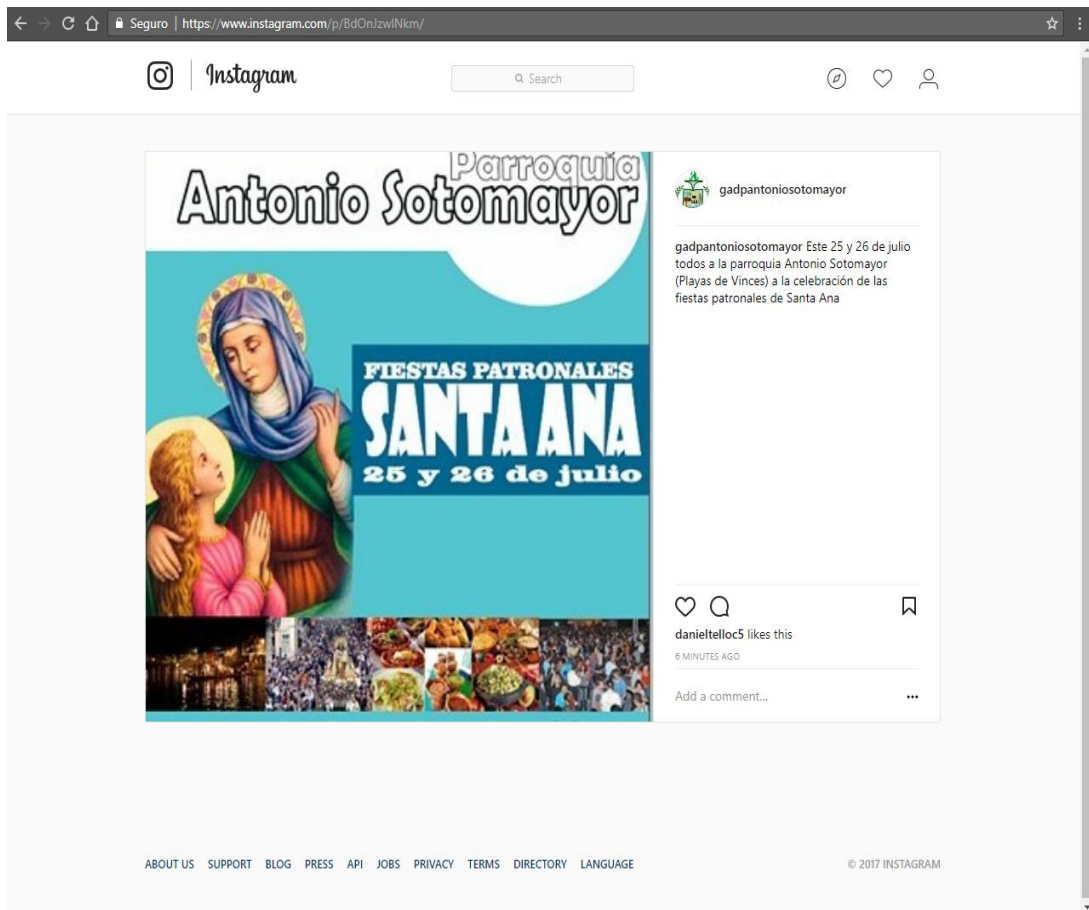 Seguro | https://www.instagram.com/p/BdOnJzwlNkm/
Instagram
Search
Parroquia
Antonio Sotomayor
FIESTAS PATRONALES
SANTA ANA
25 y 26 de julio
gadpantoniosotomayor
gadpantoniosotomayor Este 25 y 26 de julio
todos a la parroquia Antonio Sotomayor
(Playas de Vinces) a la celebración de las
fiestas patronales de Santa Ana
danieltelloc5 likes this
6 MINUTES AGO
Add a comment...
ABOUT US SUPPORT BLOG PRESS API JOBS PRIVACY TERMS DIRECTORY LANGUAGE
© 2017 INSTAGRAM